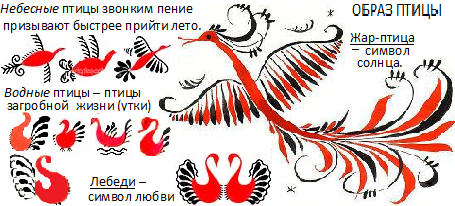 Небесные птицы звонким пение
призывают быстрее прийти лето.
ОБРАЗ ПТИЦЫ
Жар-птица
– символ
солнца.
Водные птицы – птицы
загробной жизни (утки)
Лебеди –
символ любви